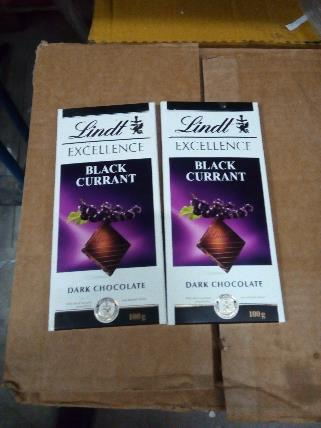 Lindt
EXCELLENCE
BLACK
CURRANT
DARK CHOCOLATE
100g
Lindt
EXCELLENCE
BLACK
CURRANT
DARK CHOCOLATE
100g